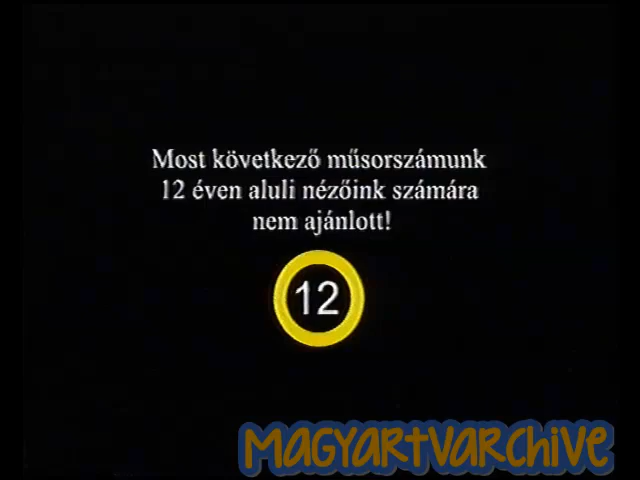 Most következő műsorszámunk
12 éven aluli nézőink számára
nem ajánlott!
12
MAGYARTVARCHIVE